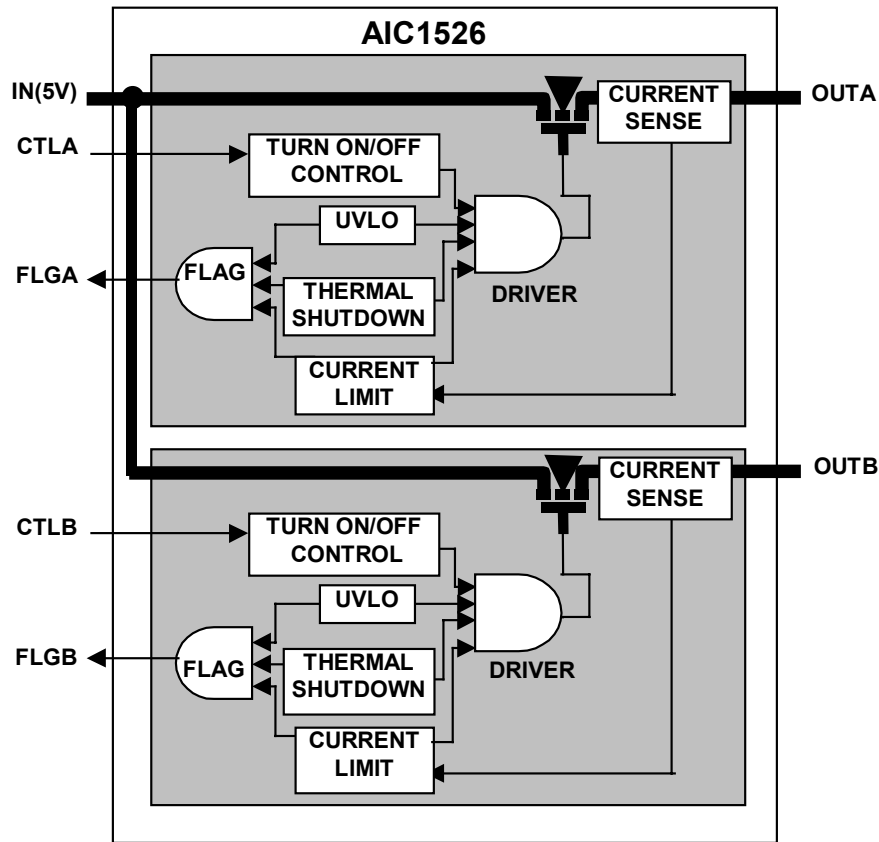 AIC1526
IN(5V)
CURRENT
SENSE
OUTA
CTLA
TURN ON/OFF
CONTROL
UVLO
FLAG
FLGA
THERMAL
SHUTDOWN
DRIVER
CURRENT
LIMIT
CURRENT
SENSE
OUTB
CTLB
TURN ON/OFF
CONTROL
UVLO
FLAG
FLGB
THERMAL
SHUTDOWN
DRIVER
CURRENT
LIMIT